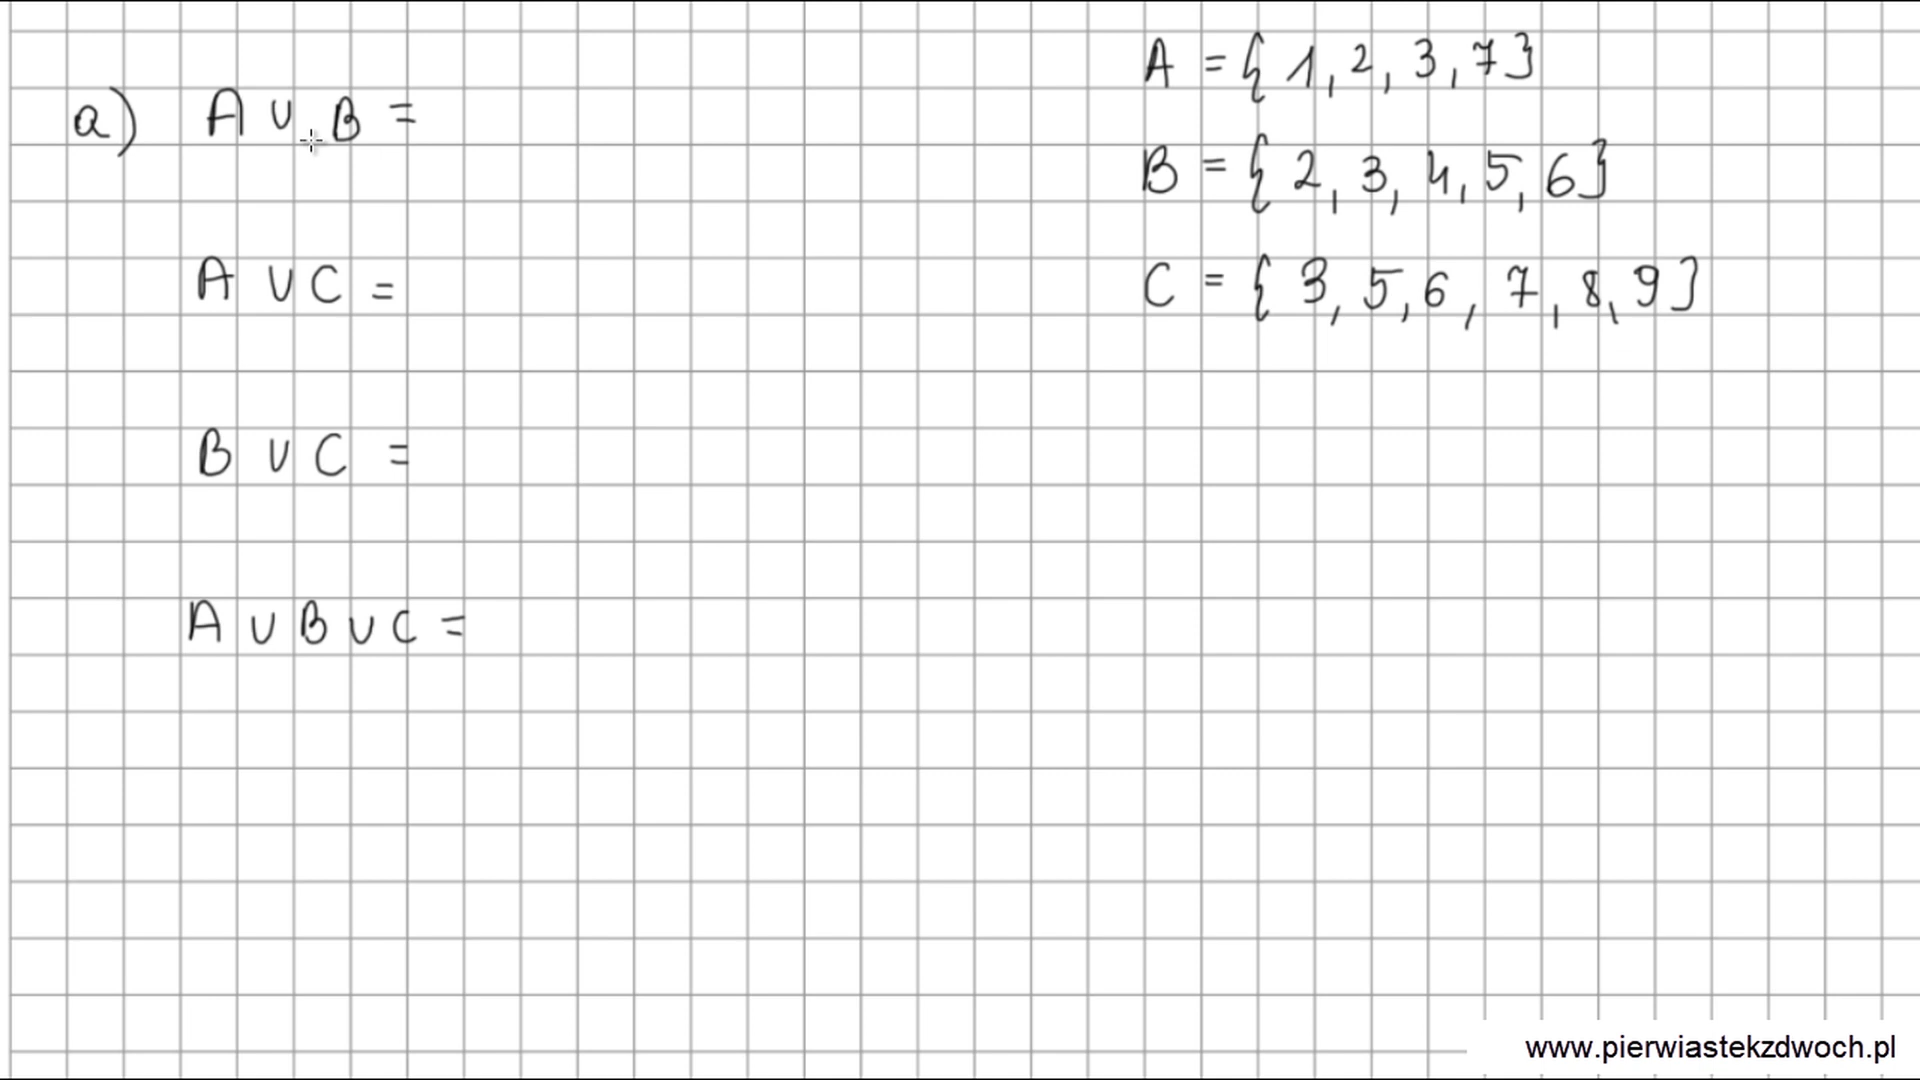 a) A ∪ B =
A = { 1, 2, 3, 7 }
B = { 2, 3, 4, 5, 6 }
A ∪ C =
C = { 3, 5, 6, 7, 8, 9 }
B ∪ C =
A ∪ B ∪ C =
www.pierwiastekzdwoch.pl